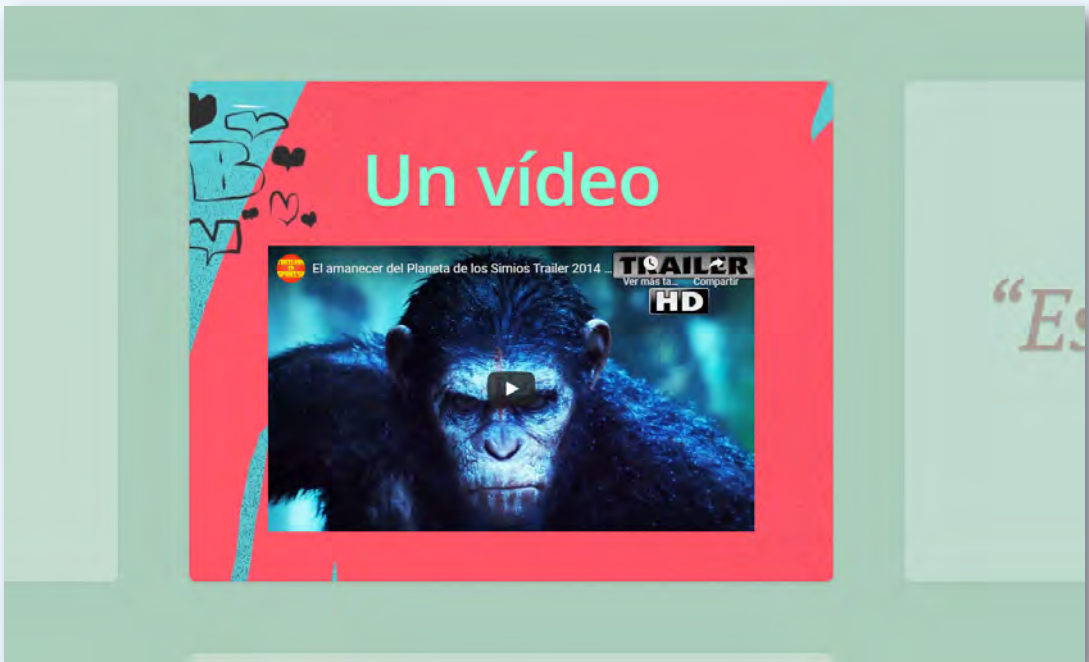 Un vídeo
El amanecer del Planeta de los Simios Trailer 2014 ...
TRAILER
Ver más ta... Compartir
HD
“Es
B